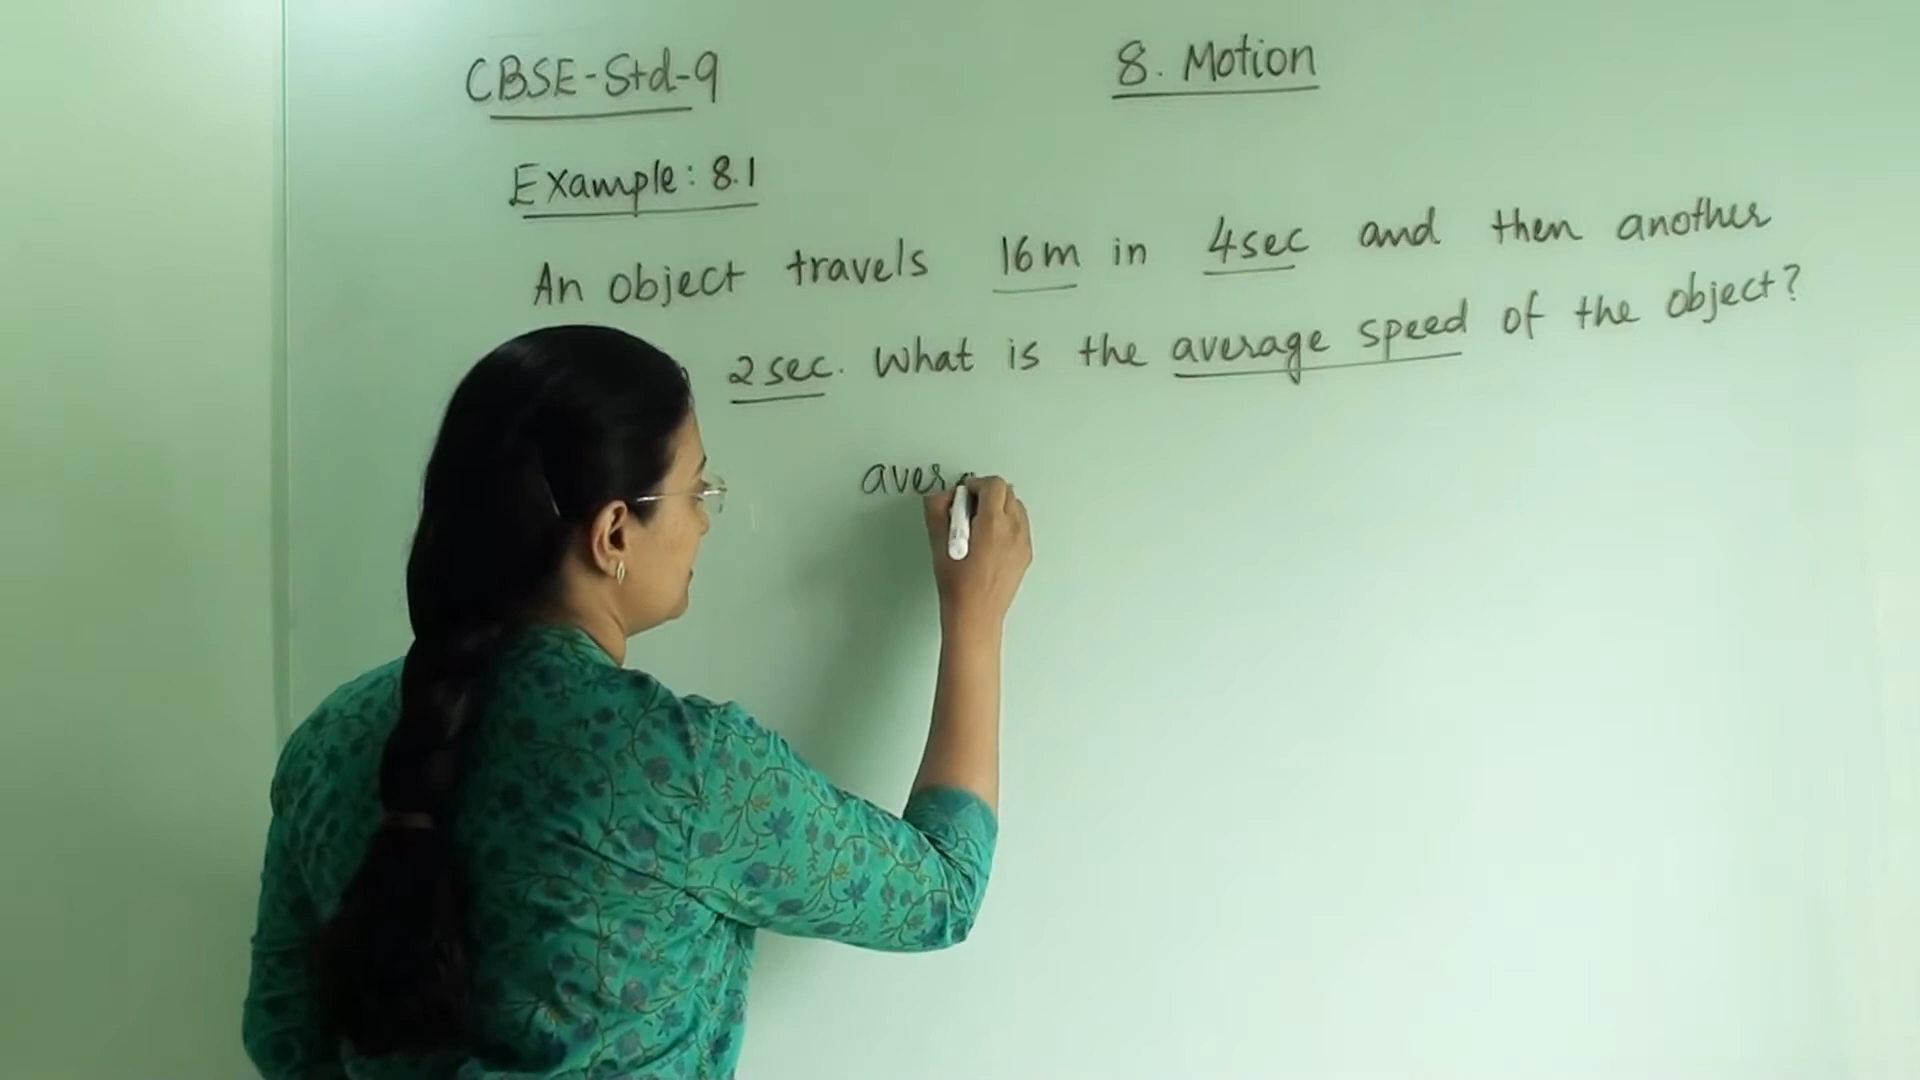 CBSE-Std-9
8. Motion
Example: 8.1
An object travels 16m in 4sec and then another
2sec. What is the average speed of the object?
aver